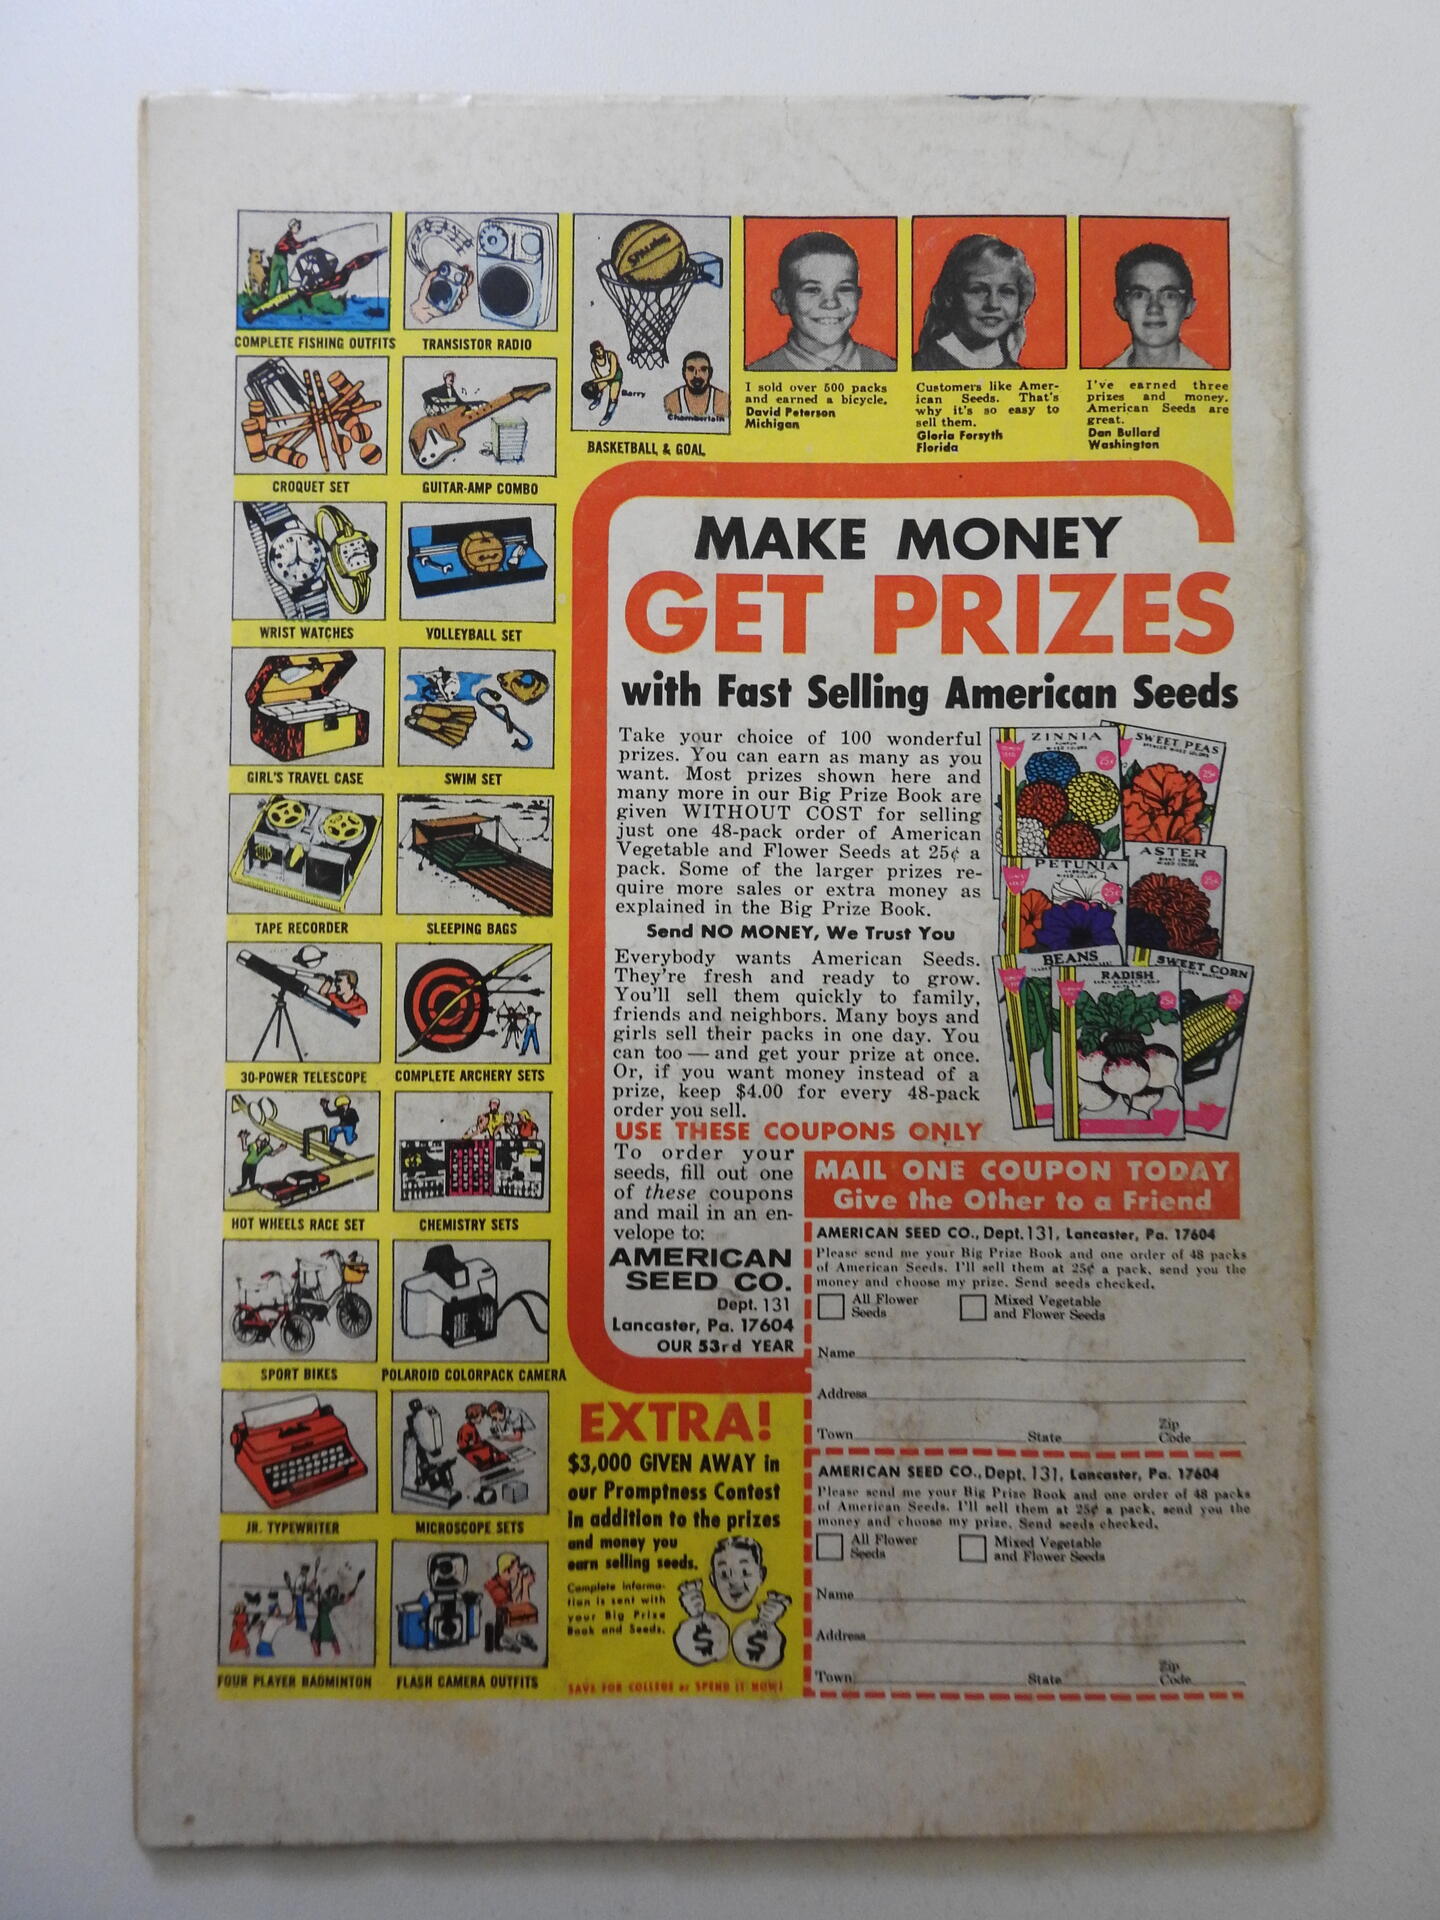 COMPLETE FISHING OUTFITS
TRANSISTOR RADIO
SPALDING
Barry
Chamberlain
BASKETBALL & GOAL
CROQUET SET
GUITAR-AMP COMBO
WRIST WATCHES
VOLLEYBALL SET
GIRL'S TRAVEL CASE
SWIM SET
TAPE RECORDER
SLEEPING BAGS
30-POWER TELESCOPE
COMPLETE ARCHERY SETS
HOT WHEELS RACE SET
CHEMISTRY SETS
SPORT BIKES
POLAROID COLORPACK CAMERA
JR. TYPEWRITER
MICROSCOPE SETS
FOUR PLAYER BADMINTON
FLASH CAMERA OUTFITS
I sold over 500 packs
and earned a bicycle.
David Peterson
Michigan
Customers like Amer-
ican Seeds. That's
why it's so easy to
sell them.
Gloria Forsyth
Florida
I've earned three
prizes and money.
American Seeds are
great.
Dan Bullard
Washington
MAKE MONEY
GET PRIZES
with Fast Selling American Seeds
Take your choice of 100 wonderful
prizes. You can earn as many as you
want. Most prizes shown here and
many more in our Big Prize Book are
given WITHOUT COST for selling
just one 48-pack order of American
Vegetable and Flower Seeds at 25¢ a
pack. Some of the larger prizes re-
quire more sales or extra money as
explained in the Big Prize Book.
Send NO MONEY, We Trust You
Everybody wants American Seeds.
They're fresh and ready to grow.
You'll sell them quickly to family,
friends and neighbors. Many boys and
girls sell their packs in one day. You
can too — and get your prize at once.
Or, if you want money instead of a
prize, keep $4.00 for every 48-pack
order you sell.
USE THESE COUPONS ONLY
To order your
seeds, fill out one
of these coupons
and mail in an en-
velope to:
AMERICAN
SEED CO.
Dept. 131
Lancaster, Pa. 17604
OUR 53rd YEAR
ZINNIA
25¢
SWEET PEAS
25¢
PETUNIA
25¢
ASTER
25¢
BEANS
RADISH
25¢
SWEET CORN
25¢
MAIL ONE COUPON TODAY
Give the Other to a Friend
AMERICAN SEED CO., Dept. 131, Lancaster, Pa. 17604
Please send me your Big Prize Book and one order of 48 packs
of American Seeds. I'll sell them at 25¢ a pack, send you the
money and choose my prize. Send seeds checked.
All Flower
Seeds
Mixed Vegetable
and Flower Seeds
Name
Address
Town State Zip Code
AMERICAN SEED CO., Dept. 131, Lancaster, Pa. 17604
Please send me your Big Prize Book and one order of 48 packs
of American Seeds. I'll sell them at 25¢ a pack, send you the
money and choose my prize. Send seeds checked.
All Flower
Seeds
Mixed Vegetable
and Flower Seeds
Name
Address
Town State Zip Code
EXTRA!
$3,000 GIVEN AWAY in
our Promptness Contest
in addition to the prizes
and money you
earn selling seeds.
Complete informa-
tion is sent with
your Big Prize
Book and Seeds.
$ $
SAVE FOR COLLEGE or SPEND IT NOW!